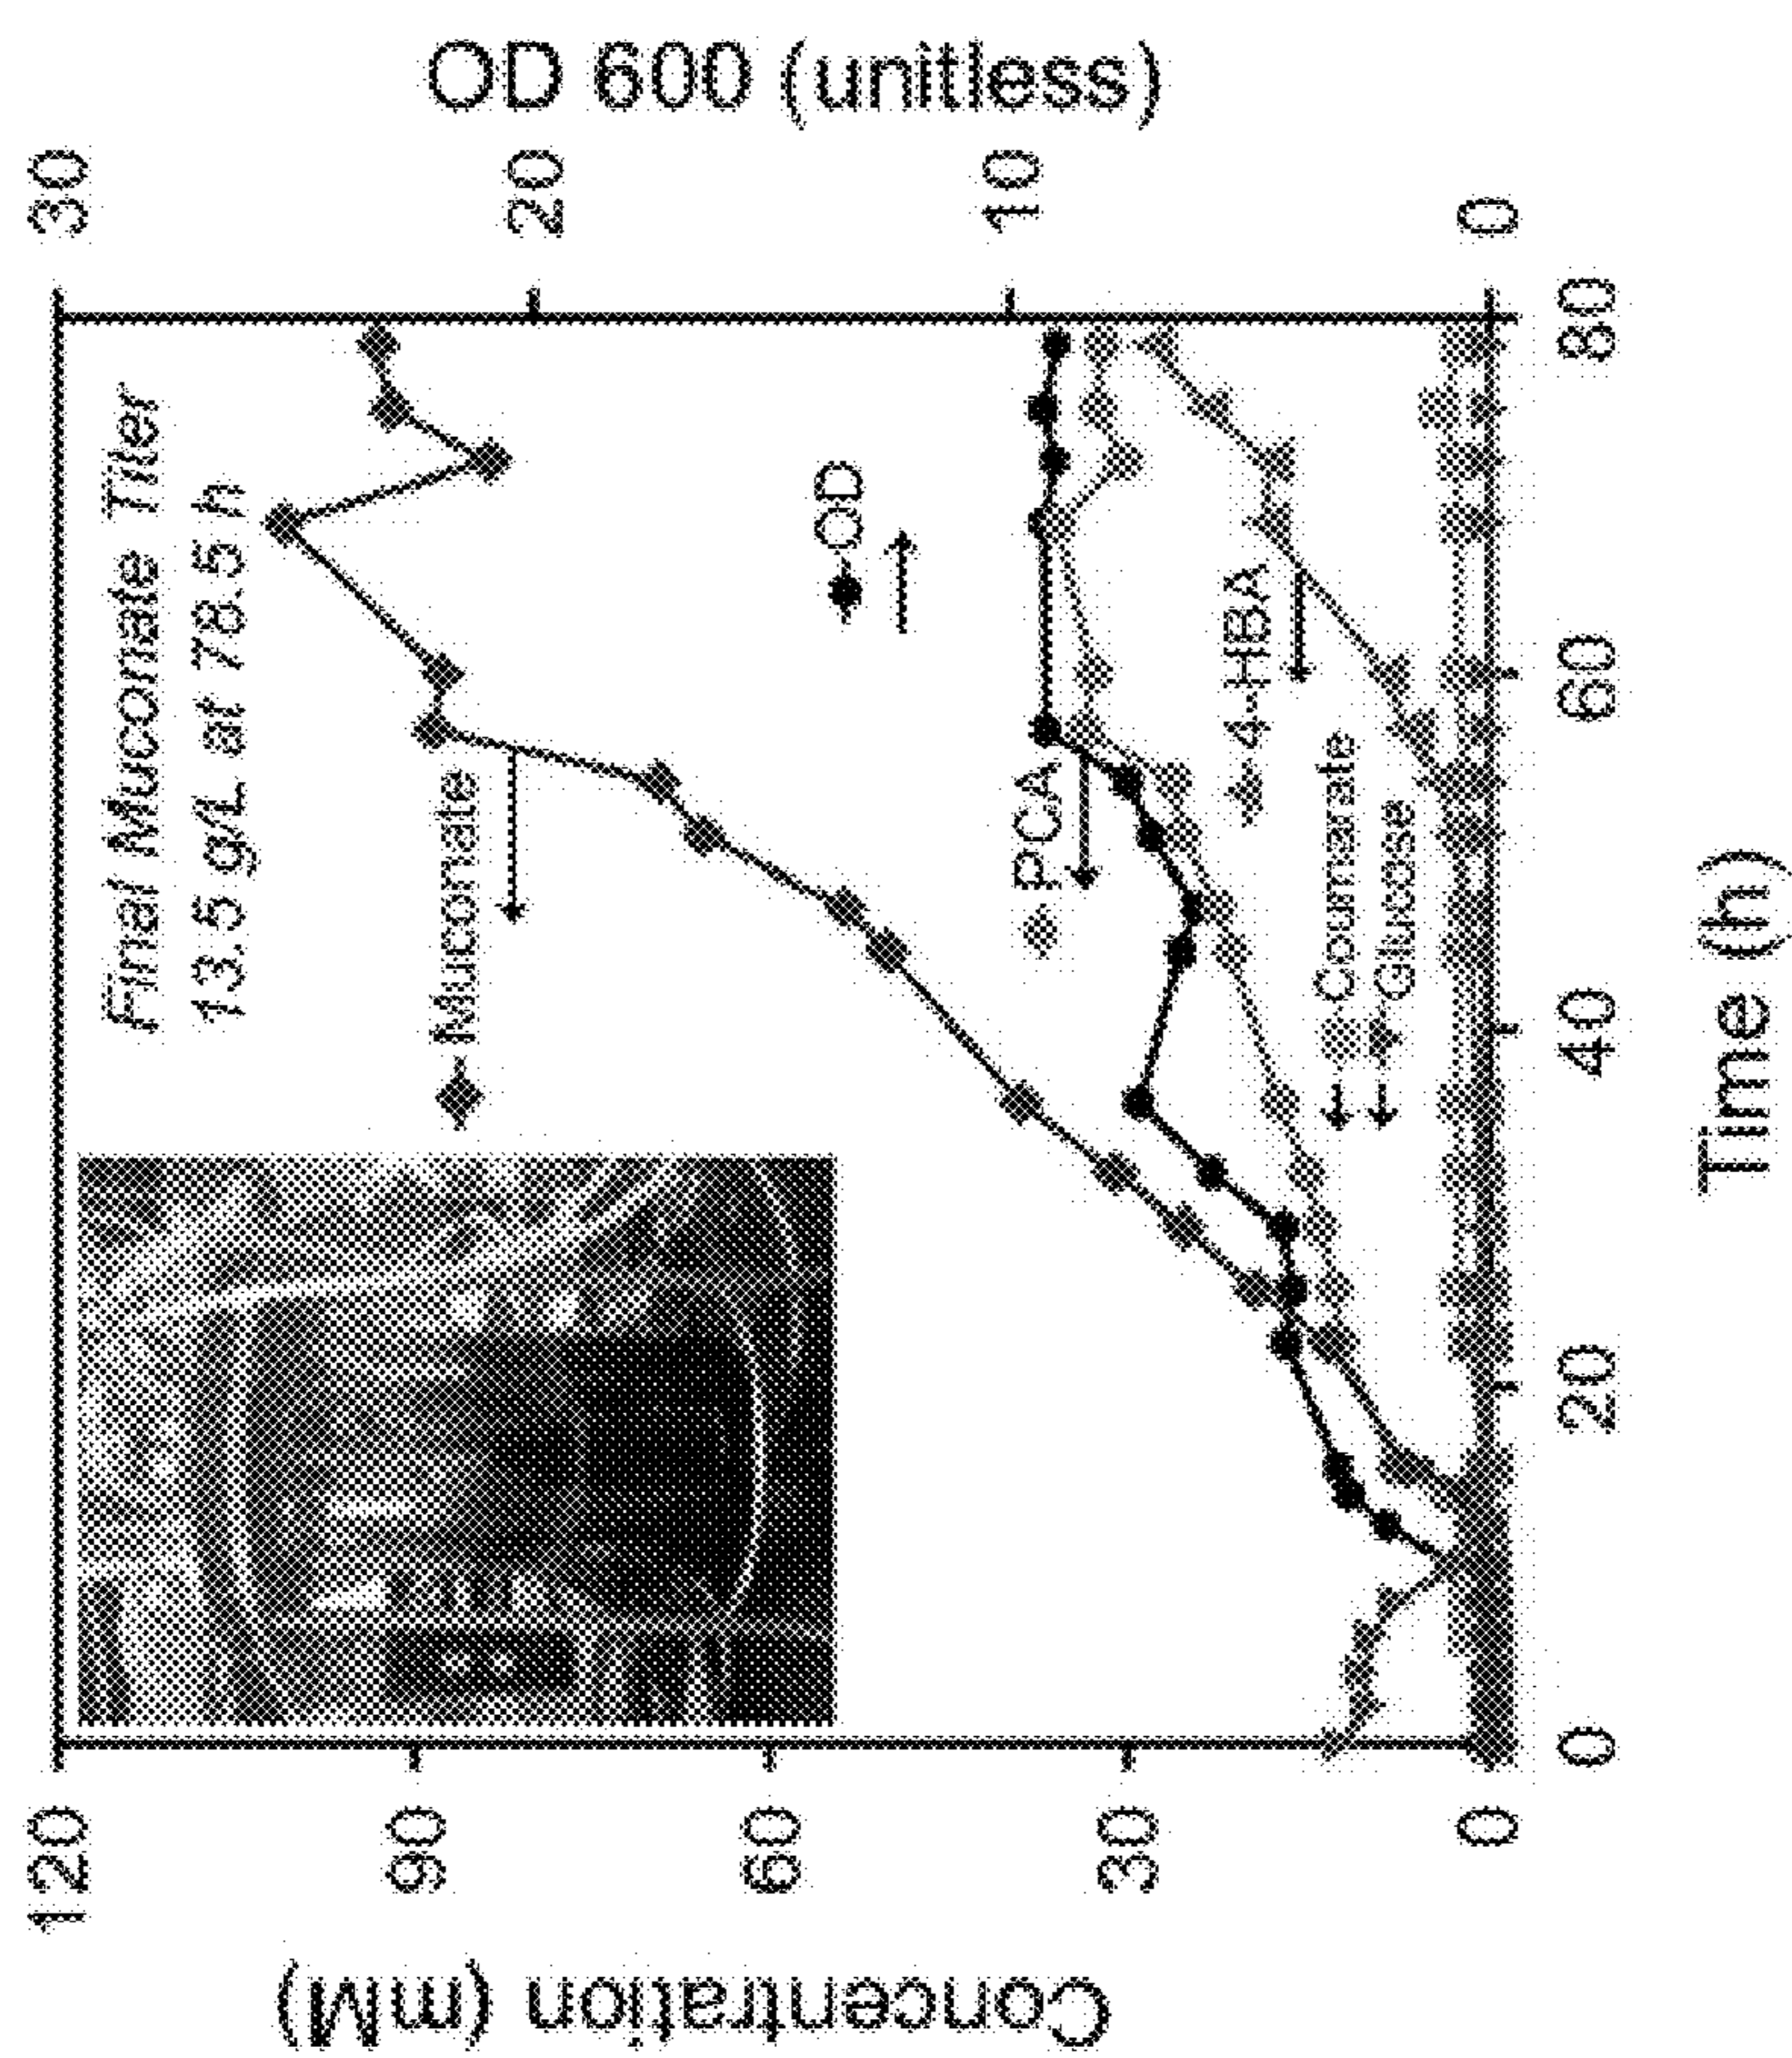 Final Muconate Titer
13.5 g/L at 78.5 h
Muconate
OD
PCA
4-HBA
Coumarate
Glucose
Concentration (mM)
120
90
60
30
0
OD 600 (unitless)
30
20
10
0
0
20
40
60
80
Time (h)